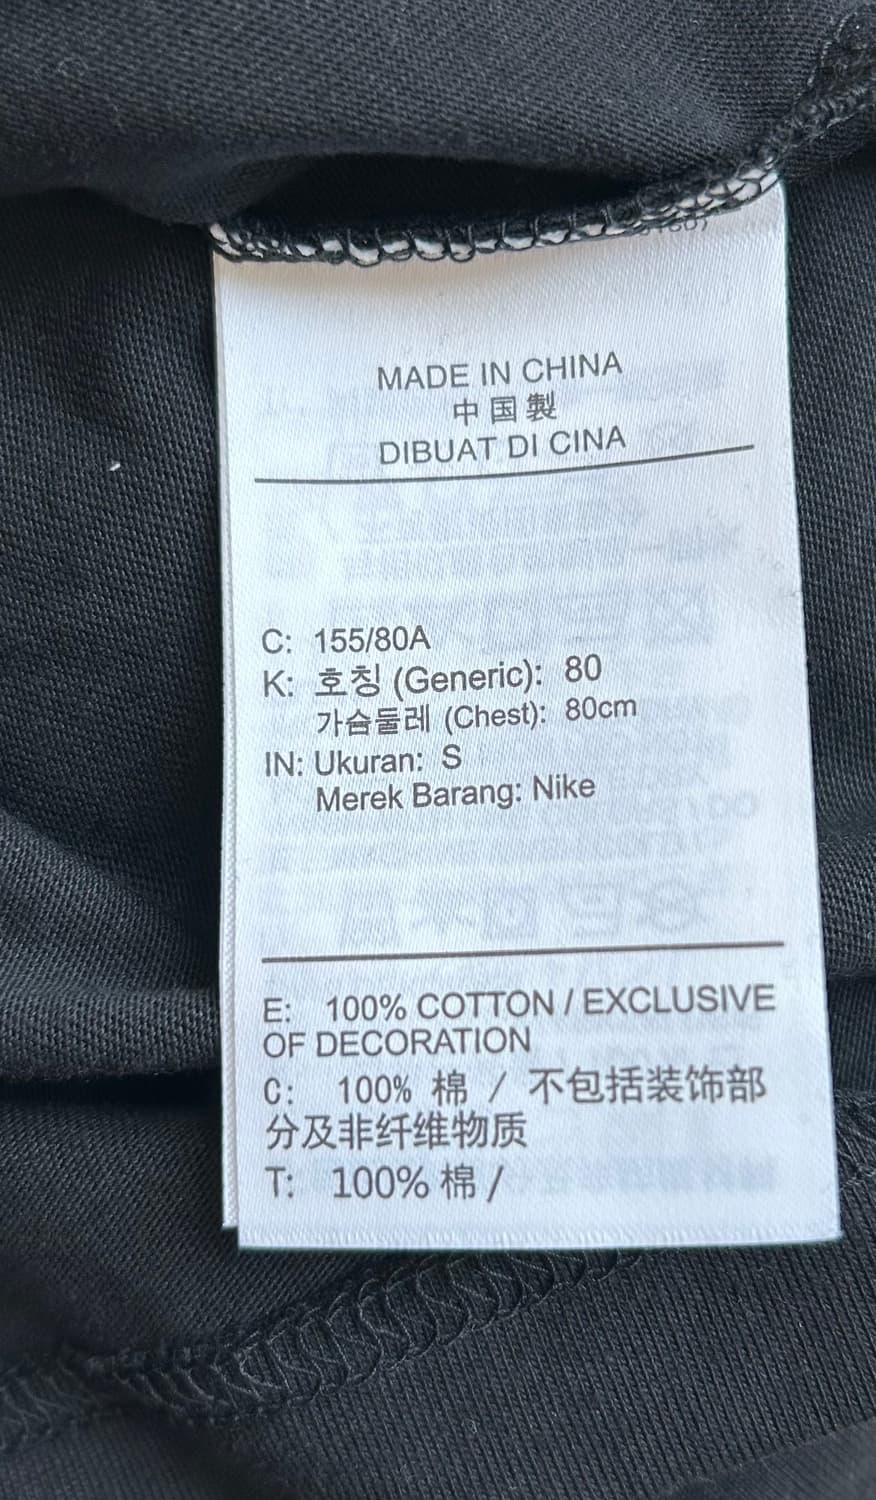 MADE IN CHINA
中国製
DIBUAT DI CINA
C: 155/80A
K: 호칭 (Generic): 80
가슴둘레 (Chest): 80cm
IN: Ukuran: S
Merek Barang: Nike
E: 100% COTTON / EXCLUSIVE
OF DECORATION
C: 100% 棉 / 不包括装饰部
分及非纤维物质
T: 100% 棉 /